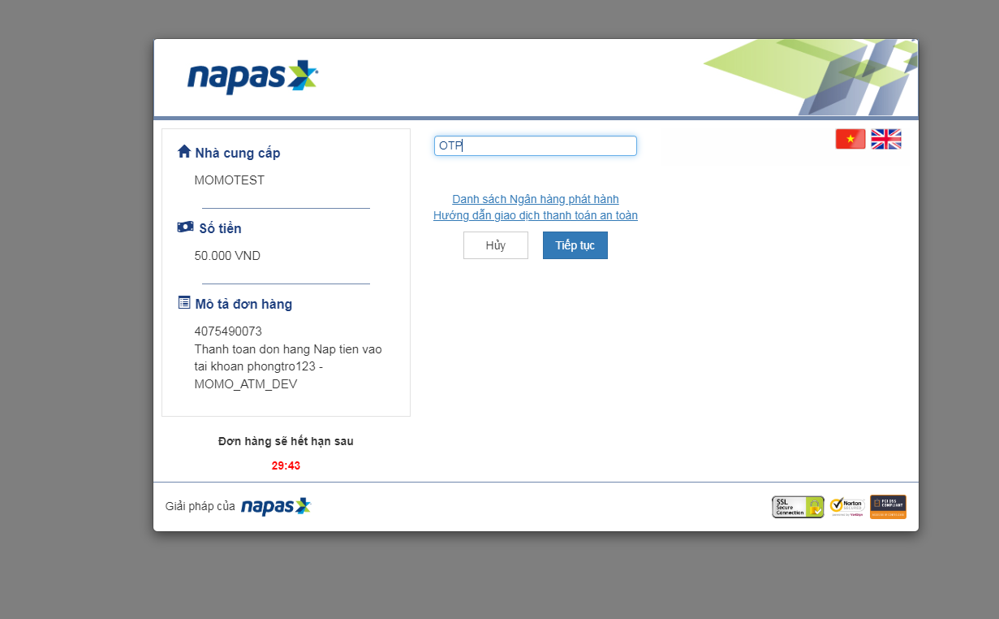 napas
Nhà cung cấp
MOMOTEST
Số tiền
50.000 VND
Mô tả đơn hàng
4075490073
Thanh toan don hang Nap tien vao
tai khoan phongtro123 -
MOMO_ATM_DEV
Đơn hàng sẽ hết hạn sau
29:43
OTP
Danh sách Ngân hàng phát hành
Hướng dẫn giao dịch thanh toán an toàn
Hủy
Tiếp tục
Giải pháp của napas
SSL
Secure
Connection
Norton
SECURED
powered by VeriSign
PCI DSS
COMPLIANT